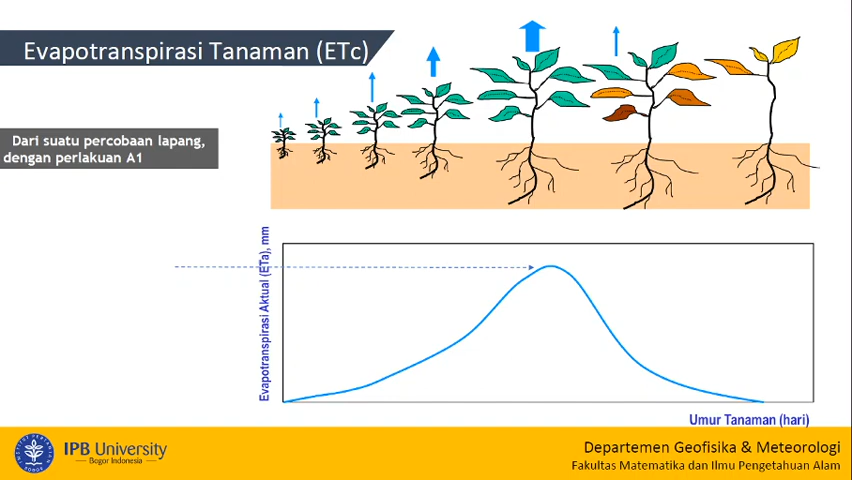 Evapotranspirasi Tanaman (ETc)
Dari suatu percobaan lapang,
dengan perlakuan A1
Evapotranspirasi Aktual (ETa), mm
Umur Tanaman (hari)
IPB University
Bogor Indonesia
Departemen Geofisika & Meteorologi
Fakultas Matematika dan Ilmu Pengetahuan Alam